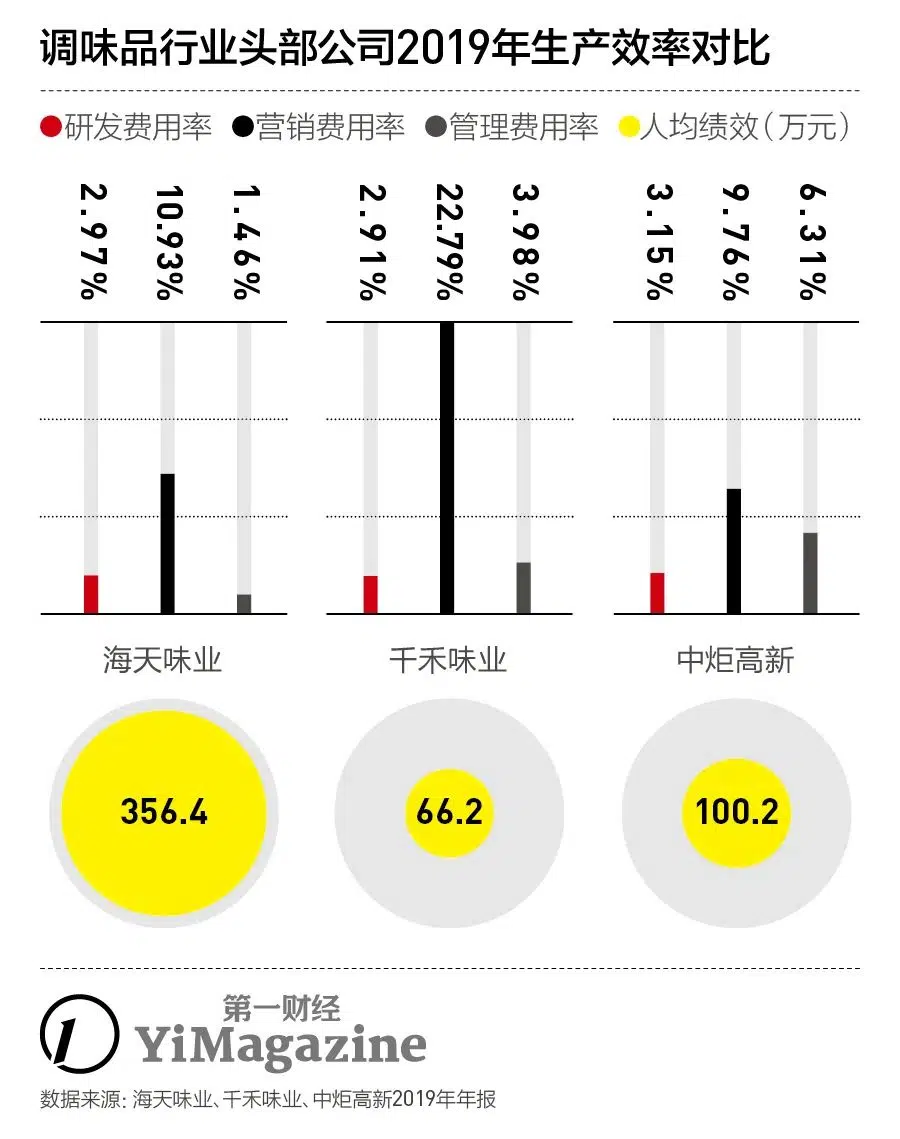 调味品行业头部公司2019年生产效率对比
研发费用率 营销费用率 管理费用率 人均绩效(万元)
2.97% 10.93% 1.46% 2.91% 22.79% 3.98% 3.15% 9.76% 6.31%
海天味业 千禾味业 中炬高新
356.4 66.2 100.2
第一财经
YiMagazine
数据来源: 海天味业、千禾味业、中炬高新2019年年报